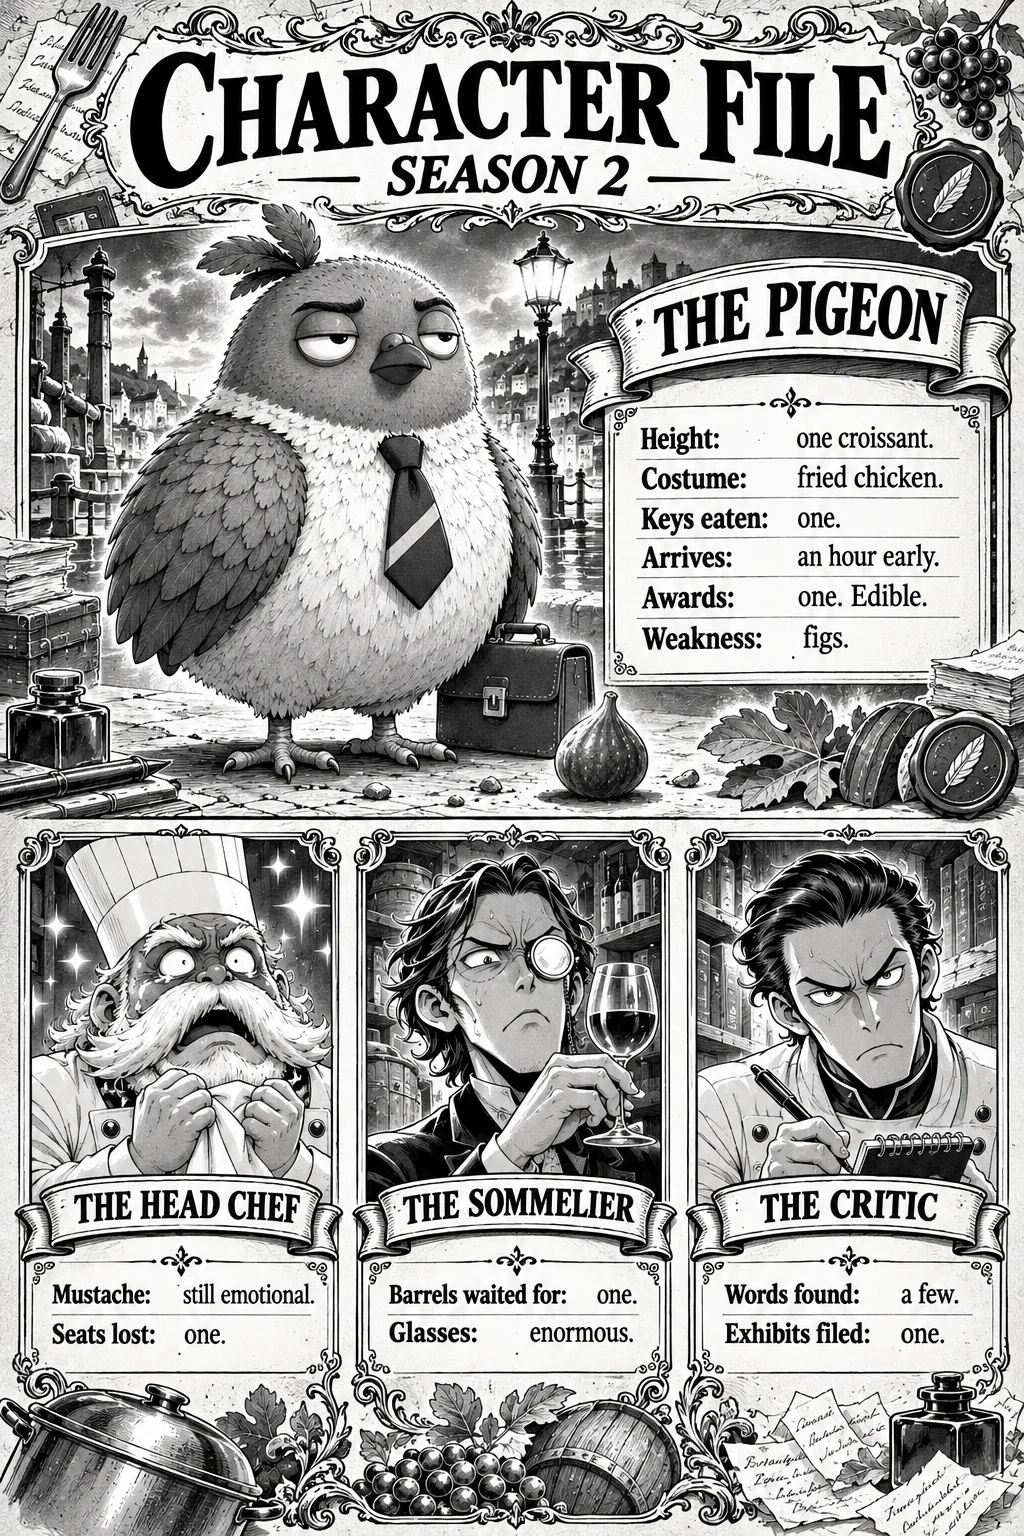 CHARACTER FILE
SEASON 2
THE PIGEON
Height: one croissant.
Costume: fried chicken.
Keys eaten: one.
Arrives: an hour early.
Awards: one. Edible.
Weakness: figs.
THE HEAD CHEF
Mustache: still emotional.
Seats lost: one.
THE SOMMELIER
Barrels waited for: one.
Glasses: enormous.
THE CRITIC
Words found: a few.
Exhibits filed: one.